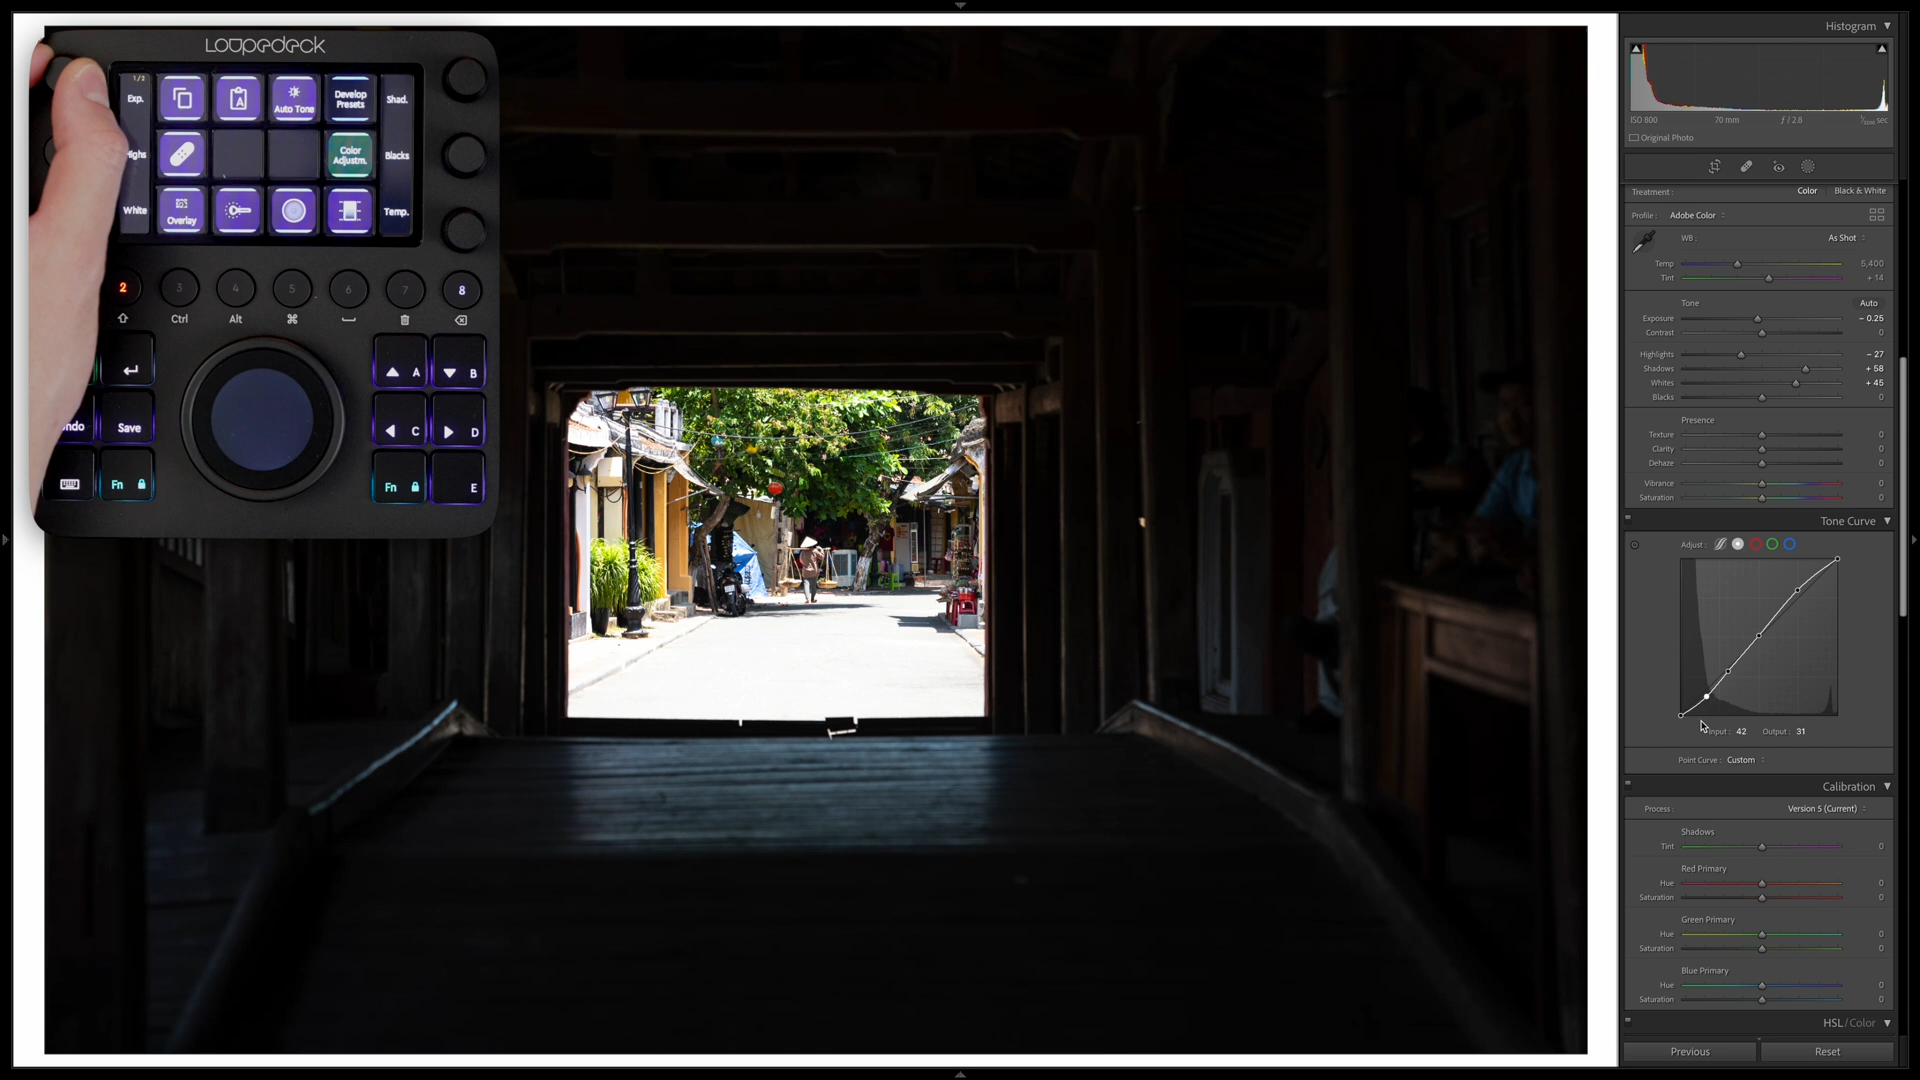 Loupedeck
1/2
Exp.
Auto Tone
Develop
Presets
Shad.
Highs
Color
Adjustm.
Blacks
White
Overlay
Temp.
2
3
4
5
6
7
8
Ctrl
Alt
A
B
Undo
Save
C
D
Fn
Fn
E
Histogram
ISO 800
70 mm
ƒ / 2.8
Original Photo
Treatment :
Color
Black & White
Profile :
Adobe Color
WB :
As Shot
Temp
5,400
Tint
+ 14
Tone
Auto
Exposure
– 0.25
Contrast
0
Highlights
– 27
Shadows
+ 58
Whites
+ 45
Blacks
0
Presence
Texture
0
Clarity
0
Dehaze
0
Vibrance
0
Saturation
0
Tone Curve
Adjust :
Input :
42
Output :
31
Point Curve :
Custom
Calibration
Process :
Version 5 (Current)
Shadows
Tint
0
Red Primary
Hue
0
Saturation
0
Green Primary
Hue
0
Saturation
0
Blue Primary
Hue
0
Saturation
0
HSL / Color
Previous
Reset